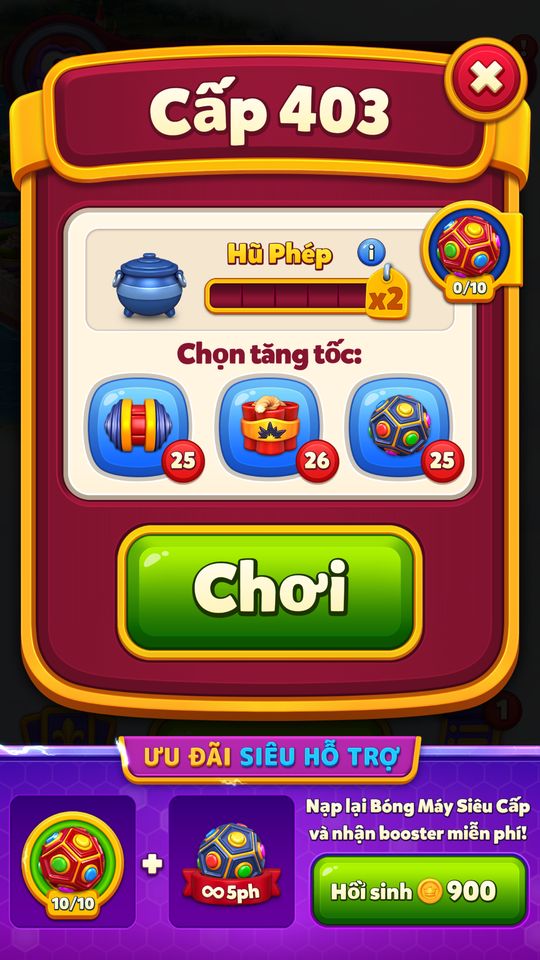 Cấp 403
Hũ Phép
i
x2
0/10
Chọn tăng tốc:
25
26
25
Chơi
1
ƯU ĐÃI SIÊU HỖ TRỢ
10/10
+
∞ 5ph
Nạp lại Bóng Máy Siêu Cấp
và nhận booster miễn phí!
Hồi sinh 900